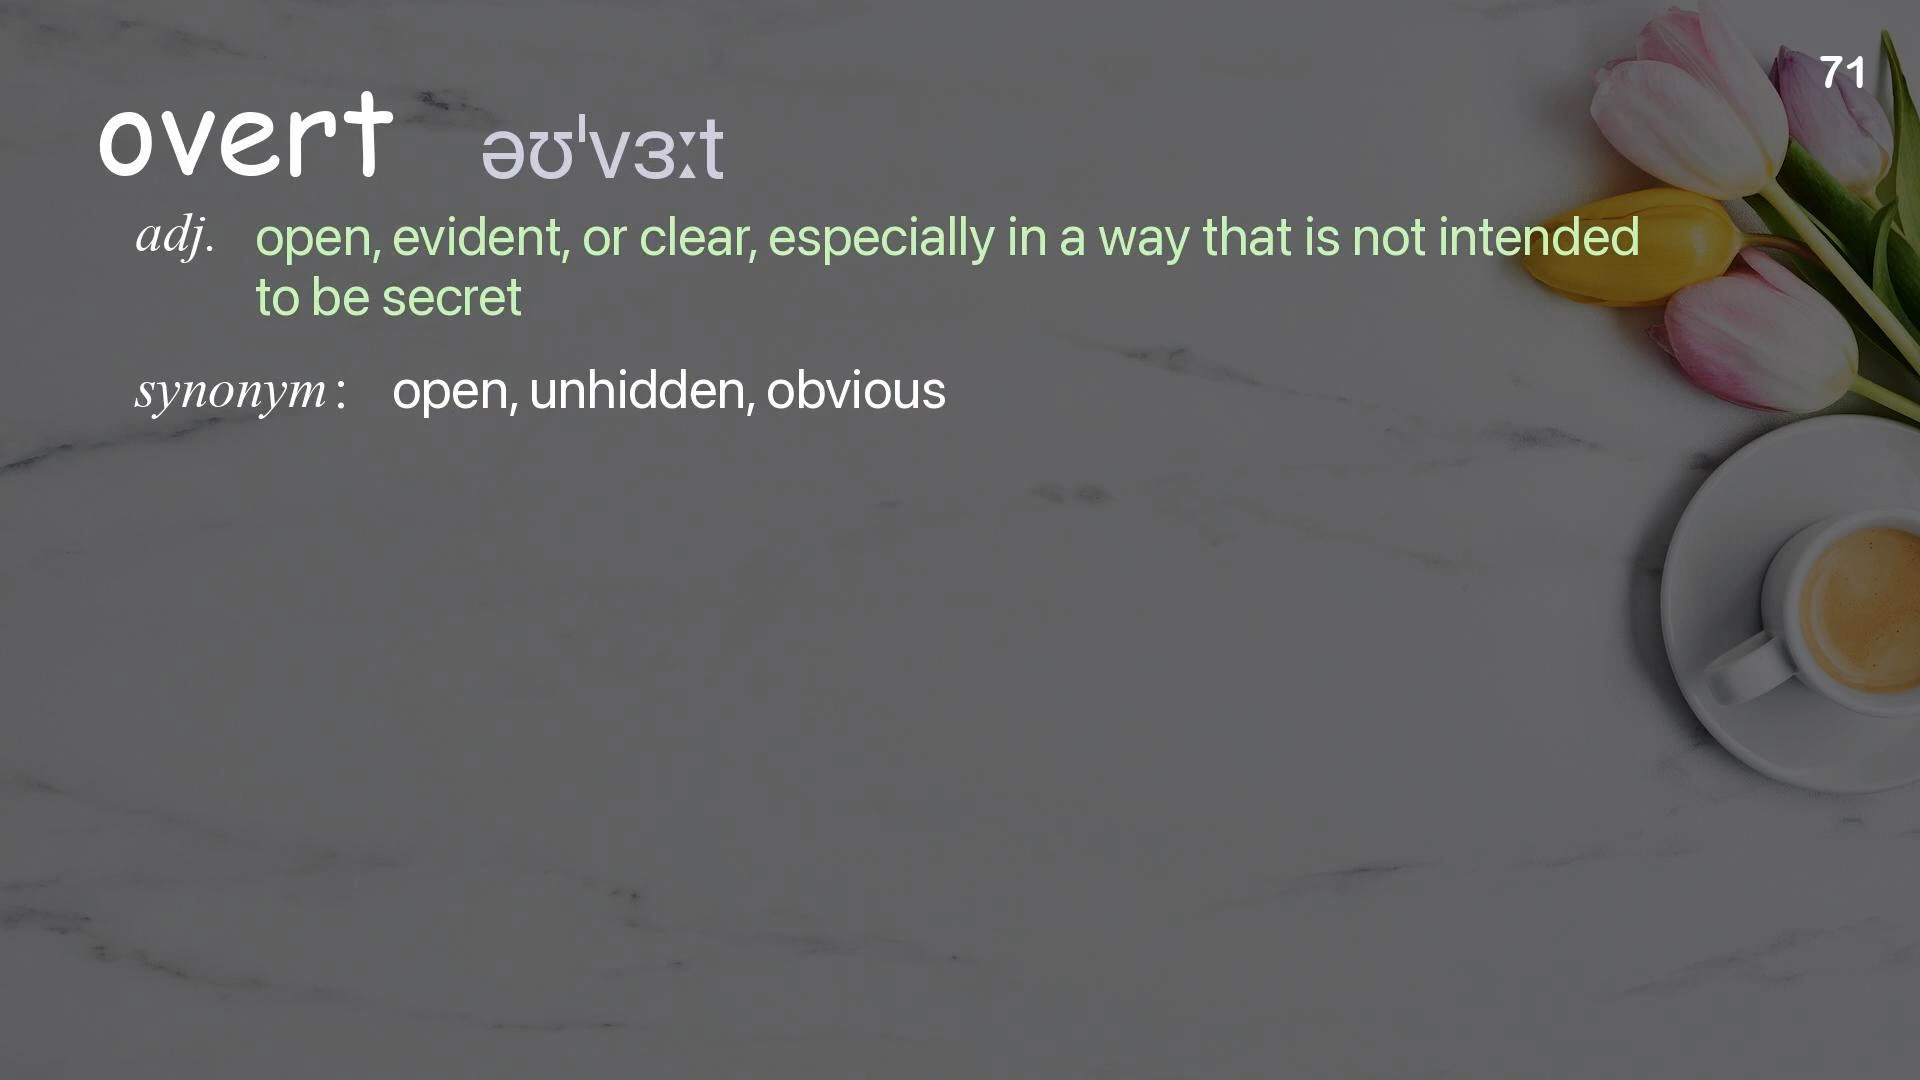 71
overt əʊˈvɜːt
adj. open, evident, or clear, especially in a way that is not intended
to be secret
synonym: open, unhidden, obvious